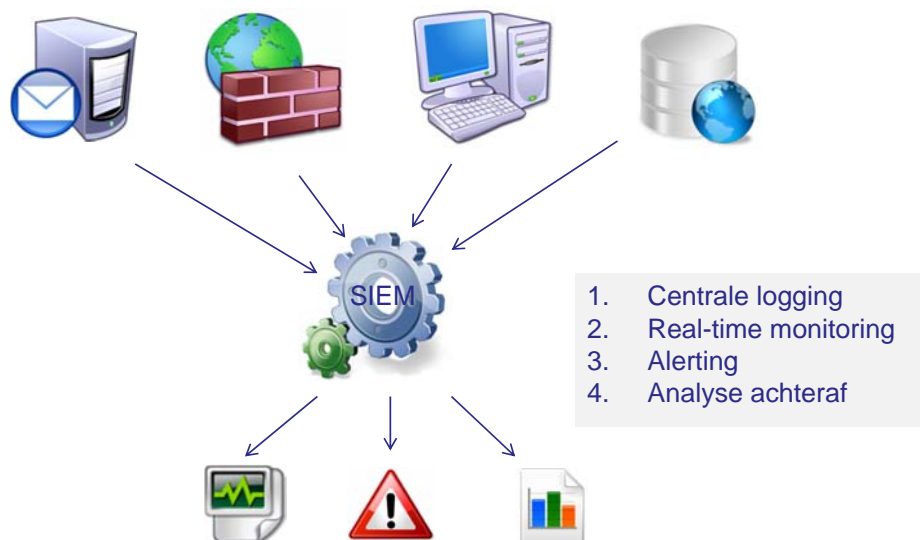 SIEM
1. Centrale logging
2. Real-time monitoring
3. Alerting
4. Analyse achteraf